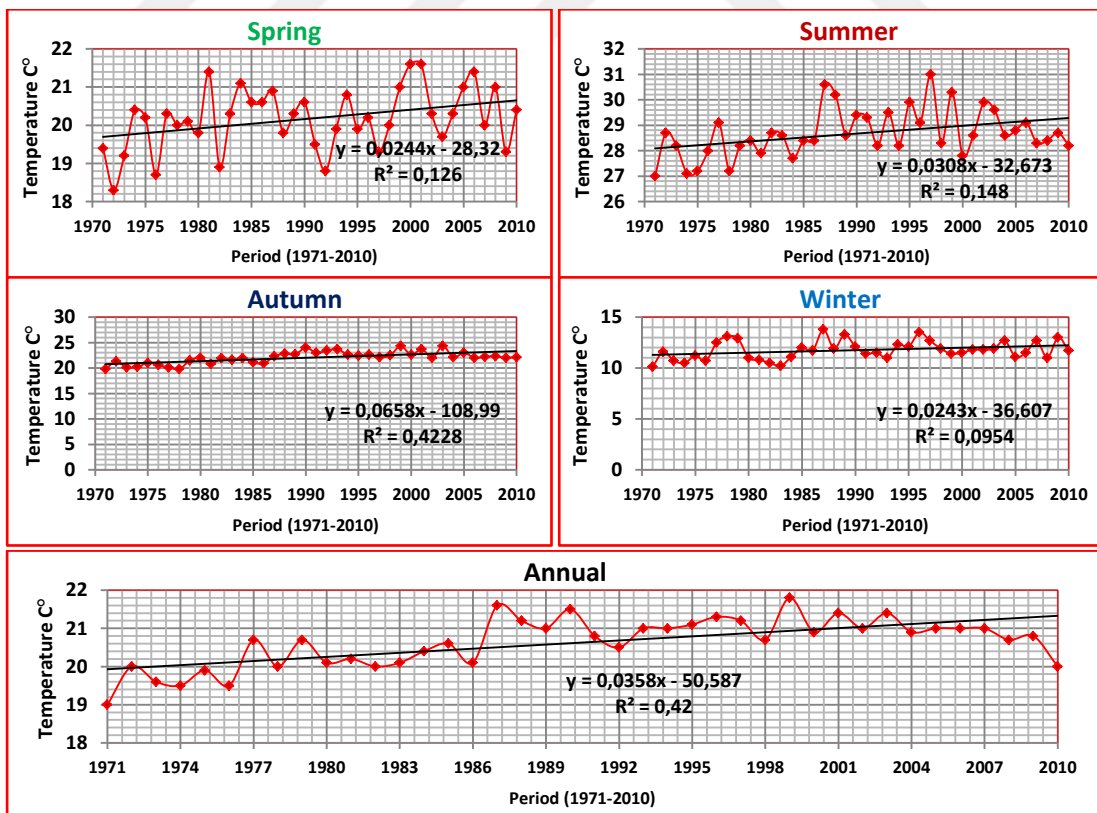 Spring
Temperature C°
22
21
20
19
18
y = 0,0244x - 28,32
R² = 0,126
1970 1975 1980 1985 1990 1995 2000 2005 2010
Period (1971-2010)
Summer
Temperature C°
32
31
30
29
28
27
26
y = 0,0308x - 32,673
R² = 0,148
1970 1975 1980 1985 1990 1995 2000 2005 2010
Period (1971-2010)
Autumn
Temperature C°
30
25
20
15
10
5
0
y = 0,0658x - 108,99
R² = 0,4228
1970 1975 1980 1985 1990 1995 2000 2005 2010
Period (1971-2010)
Winter
Temperature C°
15
10
5
0
y = 0,0243x - 36,607
R² = 0,0954
1970 1975 1980 1985 1990 1995 2000 2005 2010
Period (1971-2010)
Annual
Temperature C°
22
21
20
19
18
y = 0,0358x - 50,587
R² = 0,42
1971 1974 1977 1980 1983 1986 1989 1992 1995 1998 2001 2004 2007 2010
Period (1971-2010)